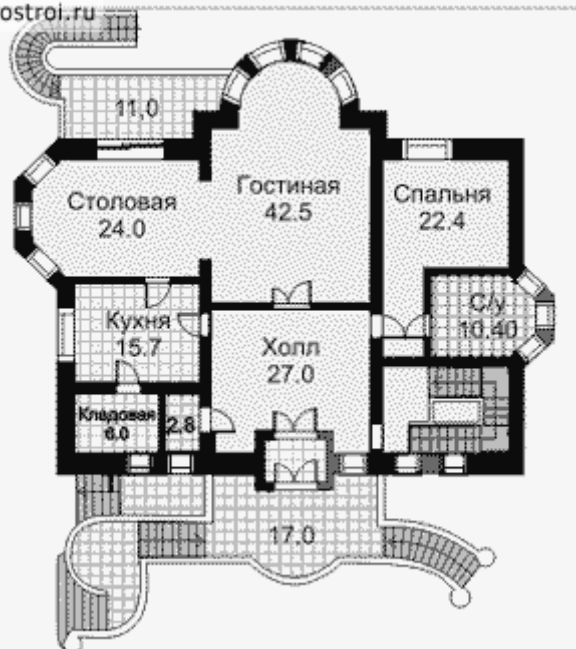 ostroi.ru
11,0
Гостиная
42.5
Столовая
24.0
Спальня
22.4
Кухня
15.7
С/у
10.40
Холл
27.0
Кладовая
6.0
2.8
17.0